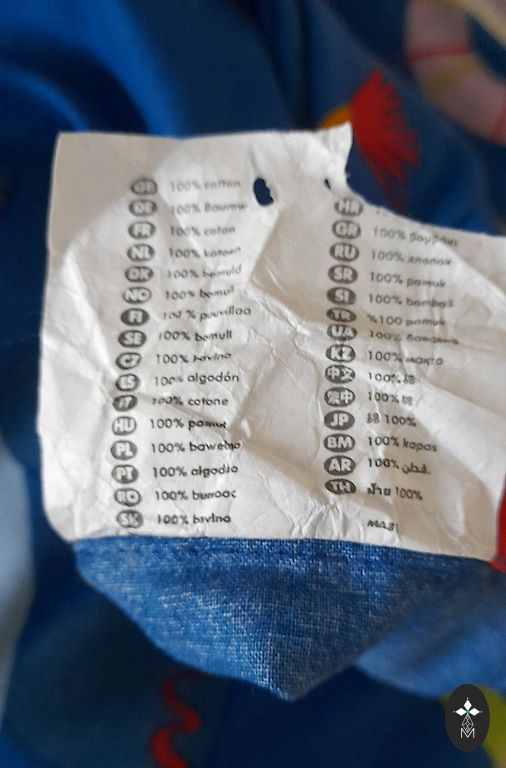 GB 100% cotton
DE 100% Baumw
FR 100% coton
NL 100% katoen
DK 100% bomuld
NO 100% bomull
FI 100 % puuvillaa
SE 100% bomull
CZ 100% bavlna
ES 100% algodón
IT 100% cotone
HU 100% pamut
PL 100% bawełna
PT 100% algodão
RO 100% bumbac
SK 100% bavlna
HR
GR 100% βαμβάκι
RU 100% хлопок
SR 100% pamuk
SI 100% bombaž
TR %100 pamuk
UA 100% бавовна
KZ 100% мақта
中文 100% 棉
繁中 100% 棉
JP 綿 100%
BM 100% kapas
AR 100% قطن
TH ฝ้าย 100%
M